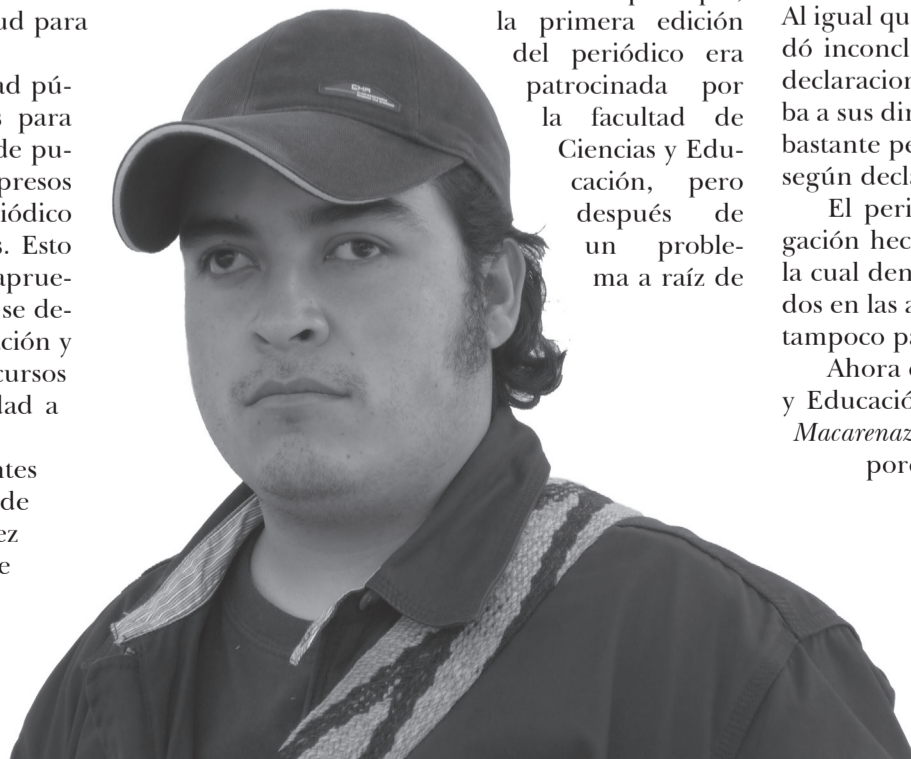 ud para
ad pú-
s para
de pu-
presos
iódico
s. Esto
aprue-
se de-
ción y
cursos
dad a
ntes
de
ez
e
la primera edición
del periódico era
patrocinada por
la facultad de
Ciencias y Edu-
cación, pero
después de
un proble-
ma a raíz de
Al igual qu
dó inconcl
declaracion
ba a sus dir
bastante pe
según decla
El peri
gación hec
la cual den
dos en las a
tampoco pa
Ahora
y Educació
Macarenaz
por